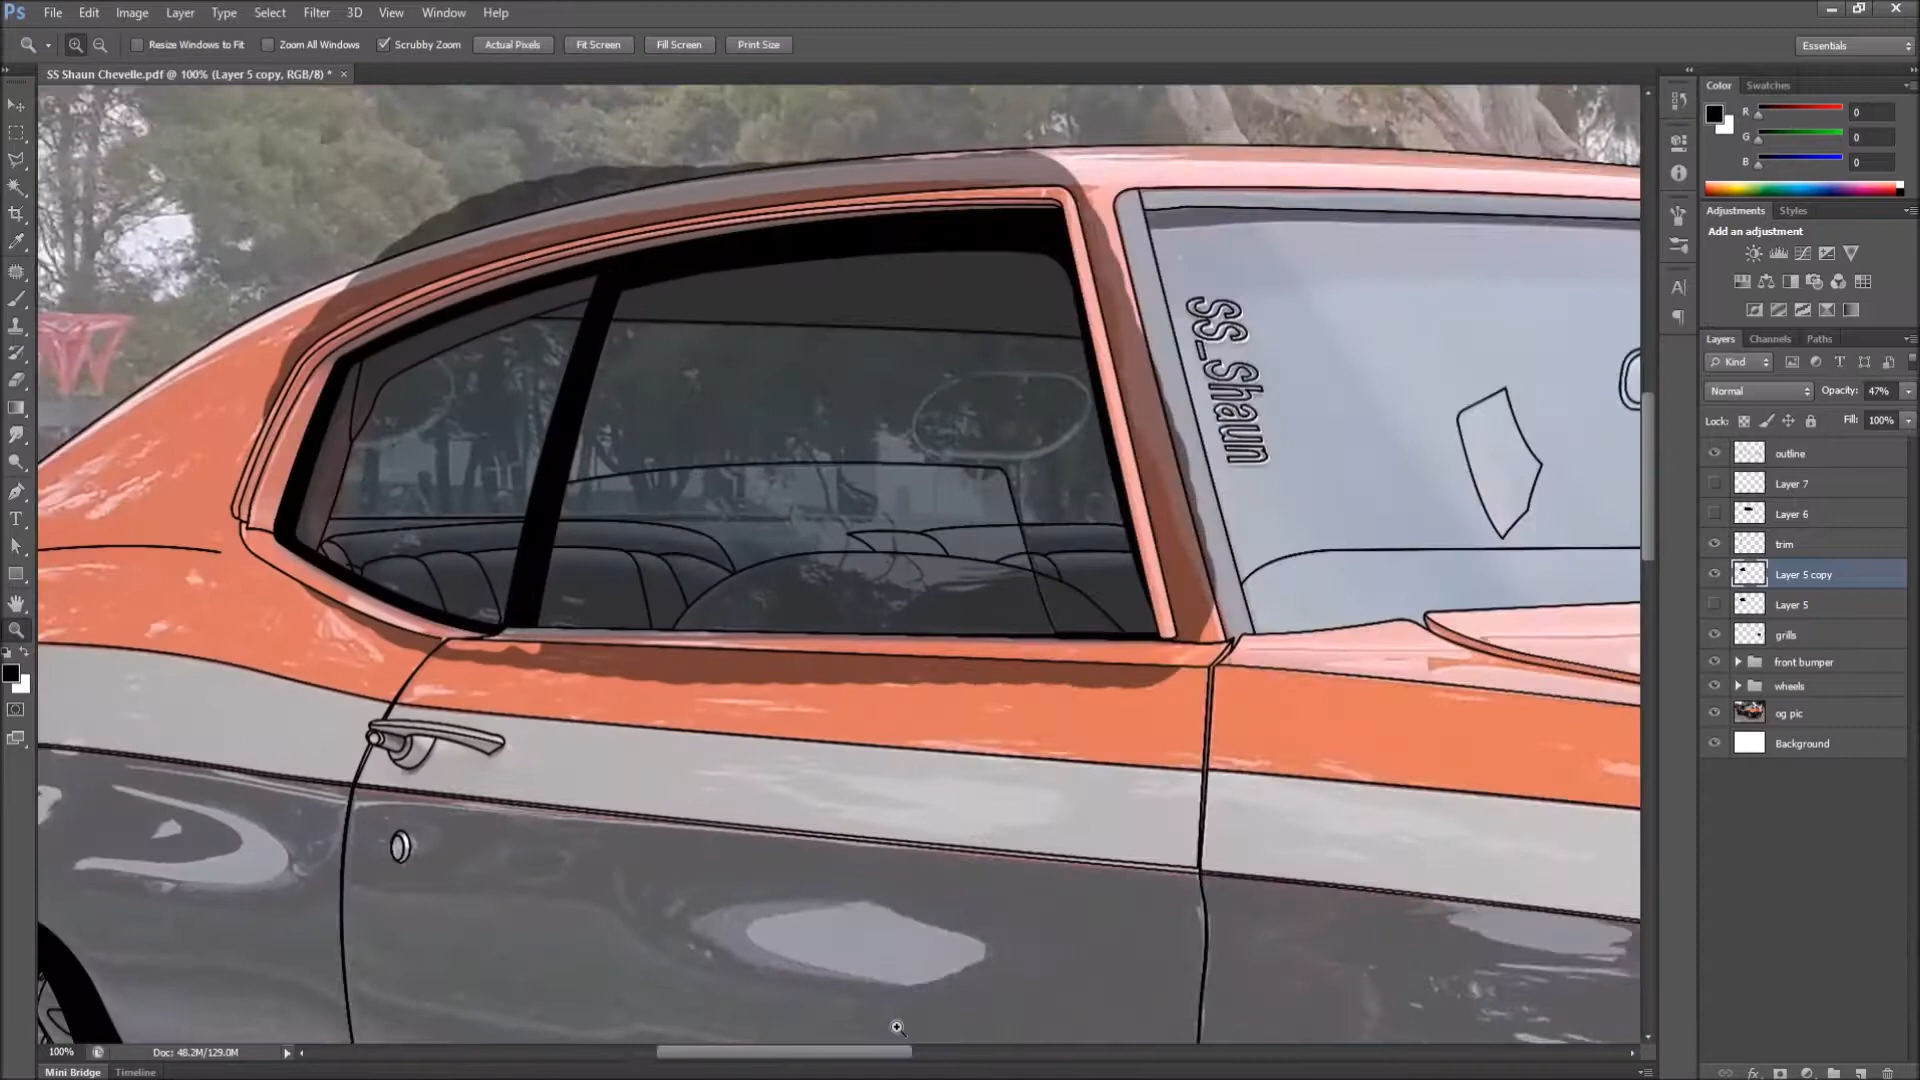 Ps File Edit Image Layer Type Select Filter 3D View Window Help
Resize Windows to Fit Zoom All Windows Scrubby Zoom Actual Pixels Fit Screen Fill Screen Print Size Essentials
SS Shaun Chevelle.pdf @ 100% (Layer 5 copy, RGB/8) * ×
Color Swatches
R 0
G 0
B 0
Adjustments Styles
Add an adjustment
Layers Channels Paths
Kind
Normal Opacity: 47%
Lock: Fill: 100%
outline
Layer 7
Layer 6
trim
Layer 5 copy
Layer 5
grills
front bumper
wheels
og pic
Background
SS_Shaun
100% Doc: 48.2M/129.0M
Mini Bridge Timeline